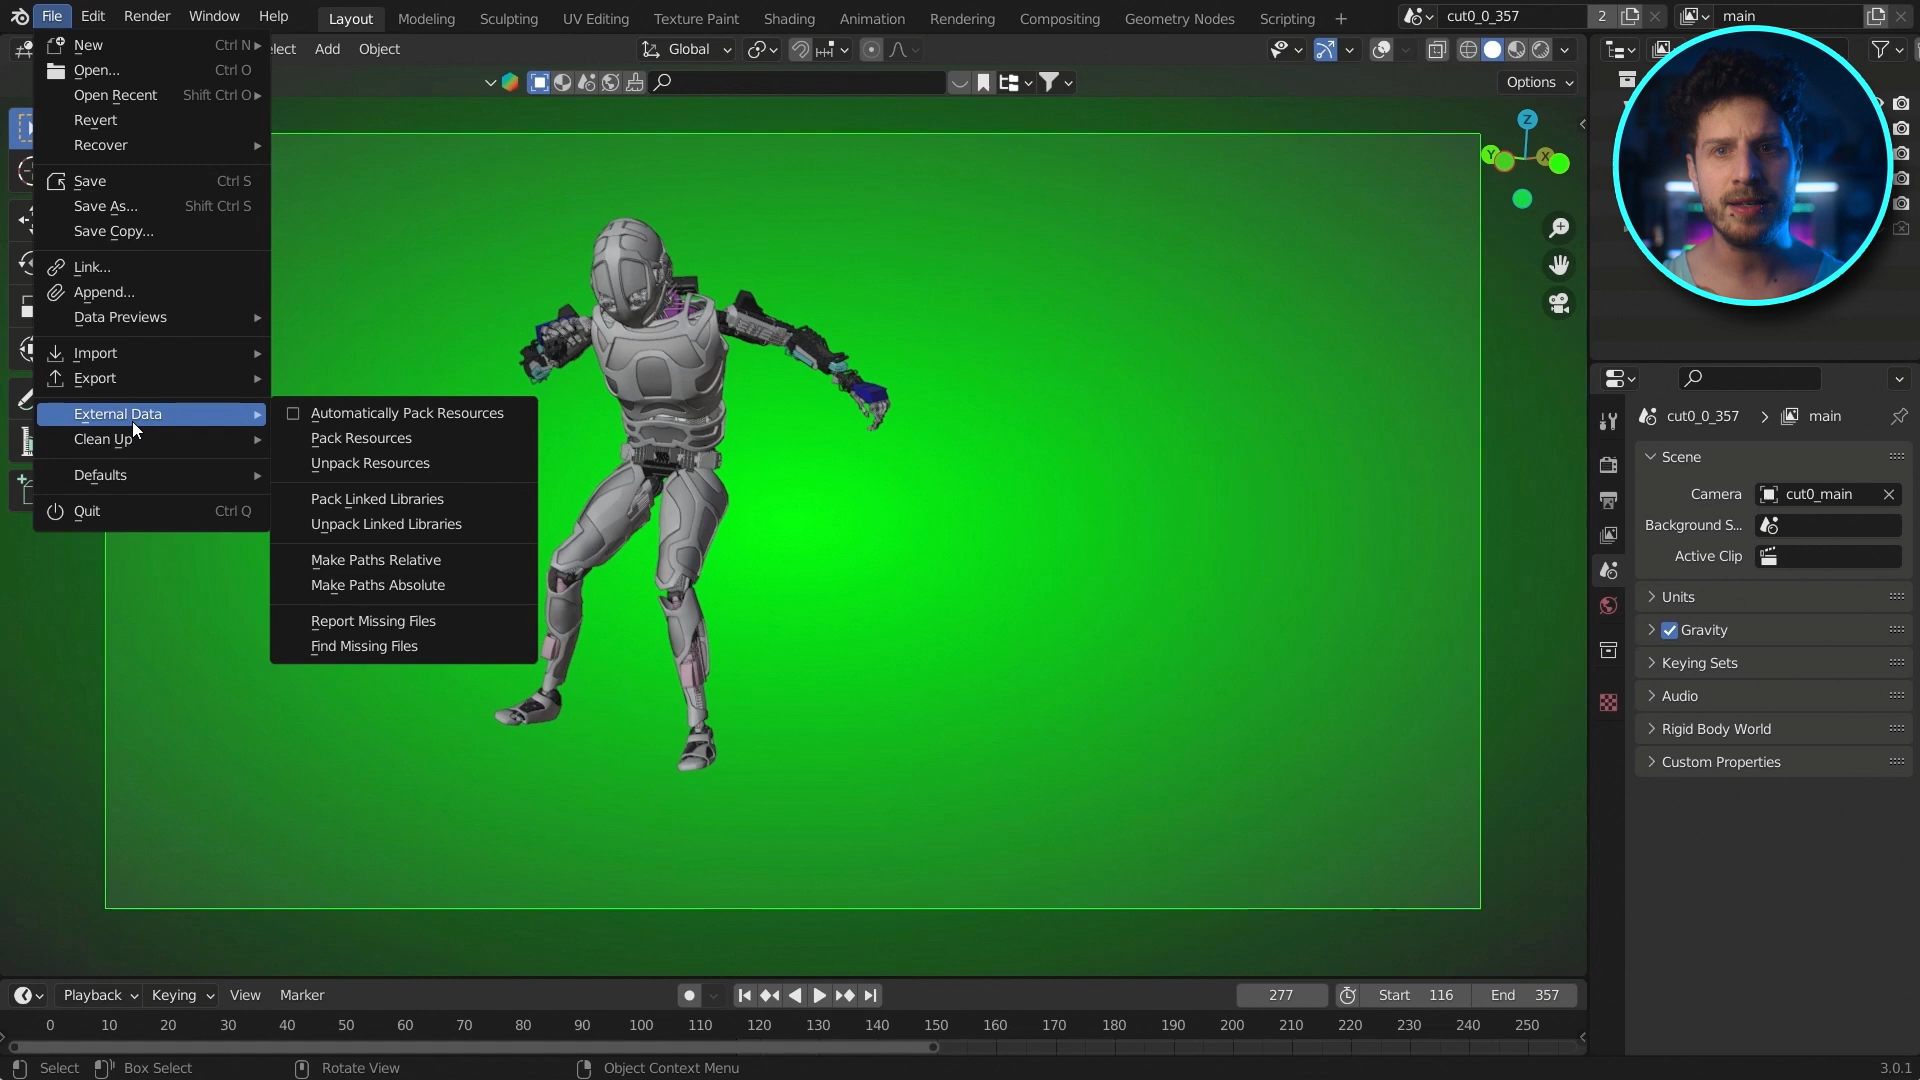 File Edit Render Window Help
Layout Modeling Sculpting UV Editing Texture Paint Shading Animation Rendering Compositing Geometry Nodes Scripting +
cut0_0_357 2 main
lect Add Object
Global
Options
New Ctrl N
Open... Ctrl O
Open Recent Shift Ctrl O
Revert
Recover
Save Ctrl S
Save As... Shift Ctrl S
Save Copy...
Link...
Append...
Data Previews
Import
Export
External Data
Clean Up
Defaults
Quit Ctrl Q
Automatically Pack Resources
Pack Resources
Unpack Resources
Pack Linked Libraries
Unpack Linked Libraries
Make Paths Relative
Make Paths Absolute
Report Missing Files
Find Missing Files
Z
Y X
cut0_0_357 > main
Scene
Camera cut0_main
Background S...
Active Clip
Units
Gravity
Keying Sets
Audio
Rigid Body World
Custom Properties
Playback Keying View Marker
277 Start 116 End 357
0 10 20 30 40 50 60 70 80 90 100 110 120 130 140 150 160 170 180 190 200 210 220 230 240 250
Select Box Select Rotate View Object Context Menu 3.0.1